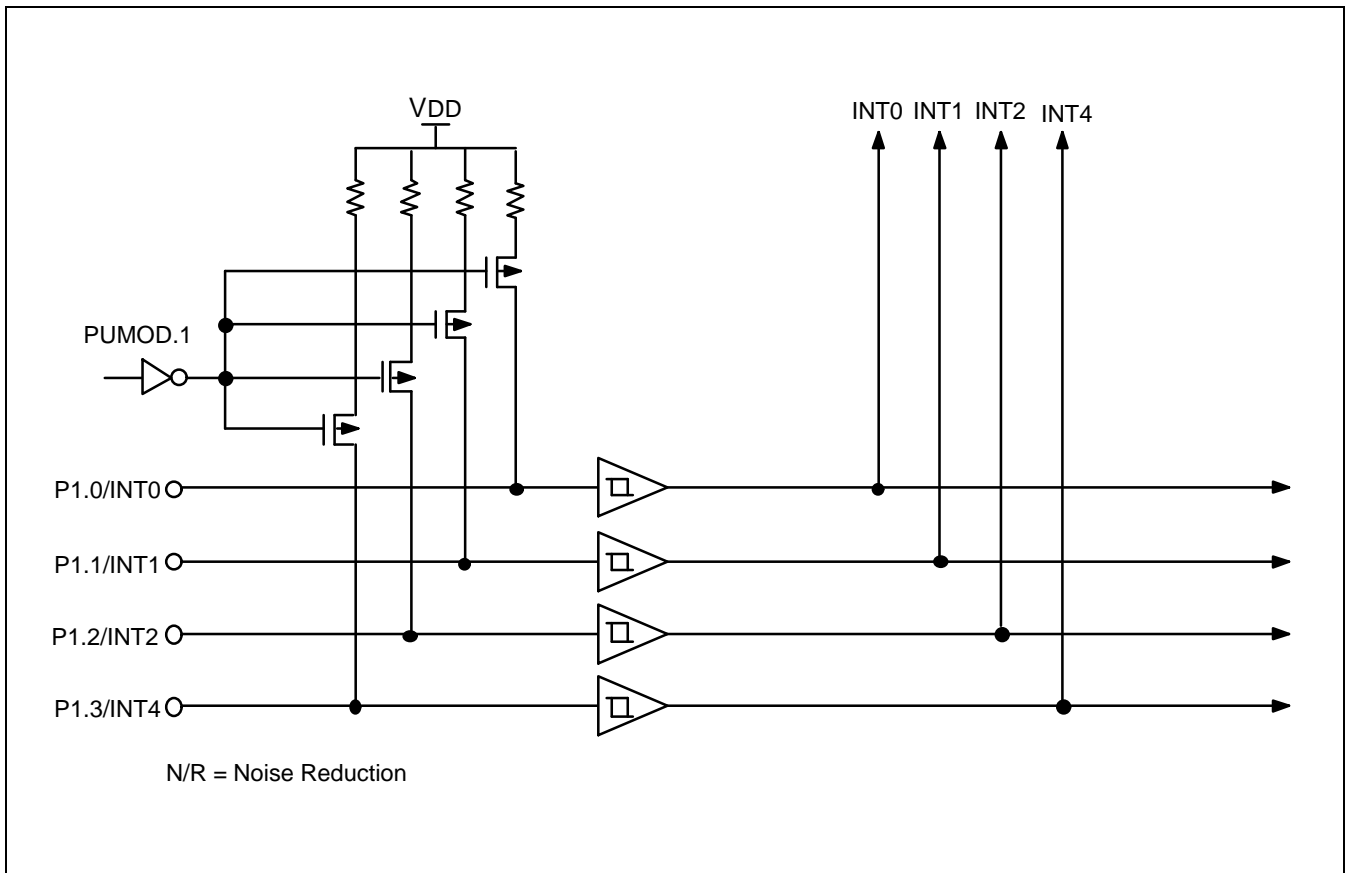 VDD
INT0 INT1 INT2 INT4
PUMOD.1
P1.0/INT0
P1.1/INT1
P1.2/INT2
P1.3/INT4
N/R = Noise Reduction